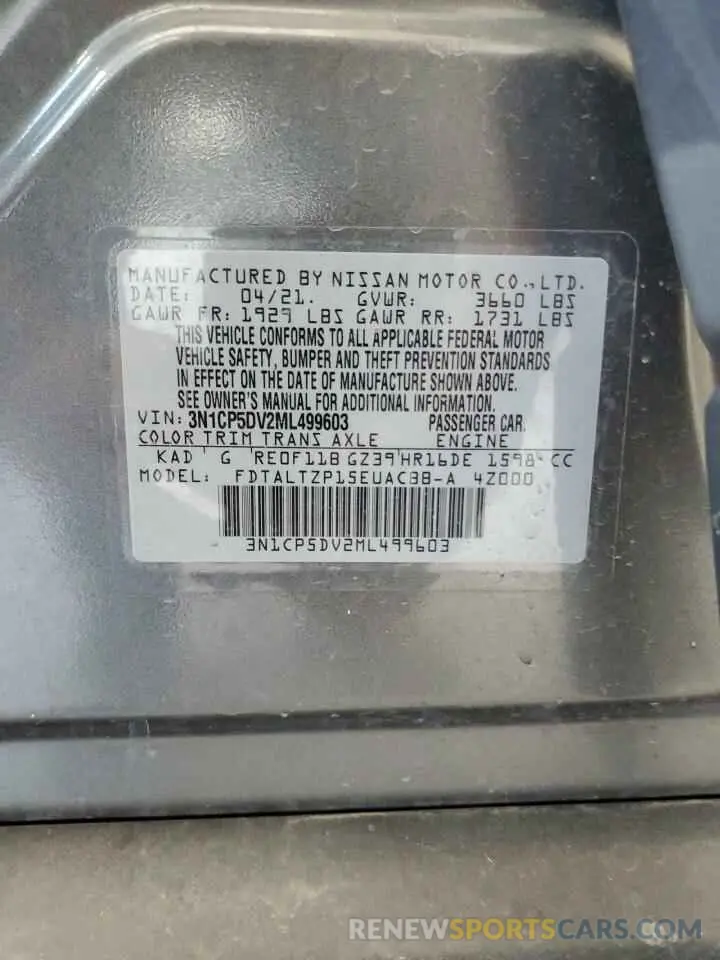 MANUFACTURED BY NISSAN MOTOR CO., LTD.
DATE: 04/21. GVWR: 3660 LBS
GAWR FR: 1929 LBS GAWR RR: 1731 LBS
THIS VEHICLE CONFORMS TO ALL APPLICABLE FEDERAL MOTOR
VEHICLE SAFETY, BUMPER AND THEFT PREVENTION STANDARDS
IN EFFECT ON THE DATE OF MANUFACTURE SHOWN ABOVE.
SEE OWNER'S MANUAL FOR ADDITIONAL INFORMATION.
VIN: 3N1CP5DV2ML499603 PASSENGER CAR.
COLOR TRIM TRANS AXLE ENGINE
KAD G RE0F11B GZ39 HR16DE 1598 CC
MODEL: FDTALTZP15EUAC3B-A 4Z000
3N1CP5DV2ML499603
RENEWSPORTSCARS.COM